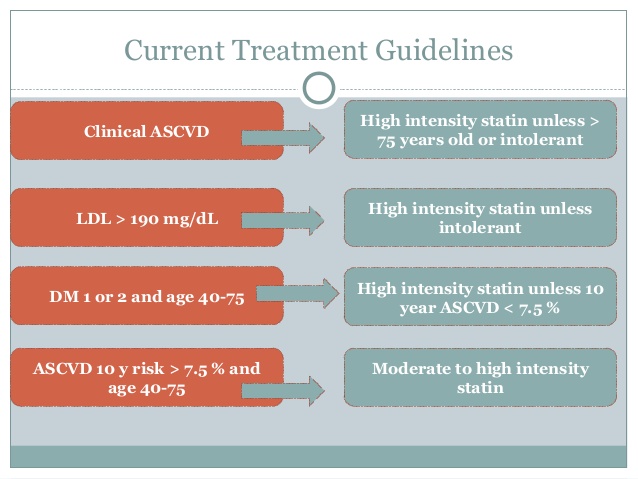 Current Treatment Guidelines
Clinical ASCVD
High intensity statin unless >
75 years old or intolerant
LDL > 190 mg/dL
High intensity statin unless
intolerant
DM 1 or 2 and age 40-75
High intensity statin unless 10
year ASCVD < 7.5 %
ASCVD 10 y risk > 7.5 % and
age 40-75
Moderate to high intensity
statin